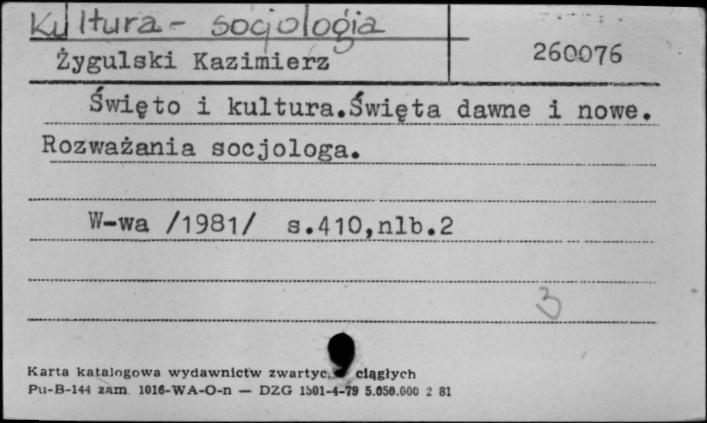 Kultura - socjologia
Żygulski Kazimierz
260076
Święto i kultura.Święta dawne i nowe.
Rozważania socjologa.
W-wa /1981/ s.410,nlb.2
3
Karta katalogowa wydawnictw ciągłych
Pu-B-144 zam. 1016-WA-O-n — DZG 1501-4-79 5.050.000 2 81